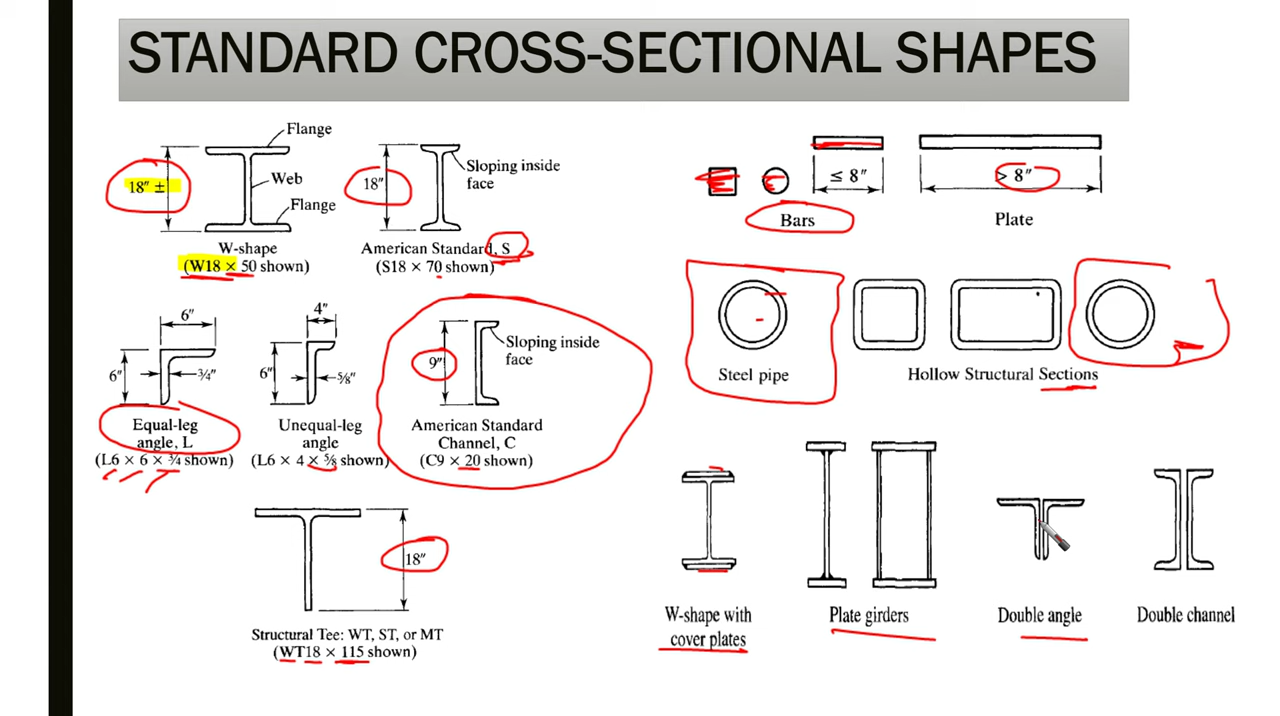 STANDARD CROSS-SECTIONAL SHAPES
Flange
18" ±
Web
Flange
W-shape
(W18 × 50 shown)
18"
Sloping inside
face
American Standard, S
(S18 × 70 shown)
≤ 8"
Bars
> 8"
Plate
6"
6"
3/4"
Equal-leg
angle, L
(L6 × 6 × 3/4 shown)
4"
6"
5/8"
Unequal-leg
angle
(L6 × 4 × 5/8 shown)
9"
Sloping inside
face
American Standard
Channel, C
(C9 × 20 shown)
Steel pipe
Hollow Structural Sections
18"
Structural Tee: WT, ST, or MT
(WT18 × 115 shown)
W-shape with
cover plates
Plate girders
Double angle
Double channel